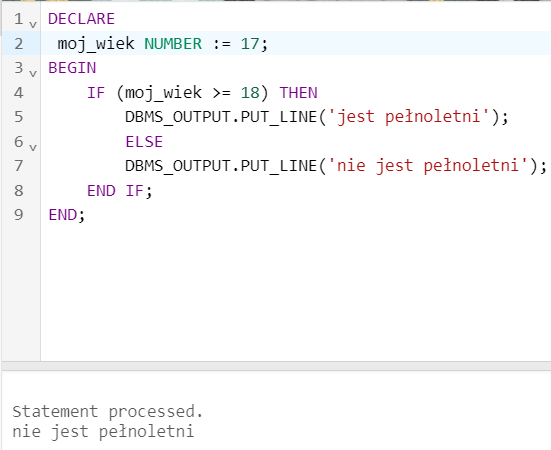 1 DECLARE
2 moj_wiek NUMBER := 17;
3 BEGIN
4 IF (moj_wiek >= 18) THEN
5 DBMS_OUTPUT.PUT_LINE('jest pełnoletni');
6 ELSE
7 DBMS_OUTPUT.PUT_LINE('nie jest pełnoletni');
8 END IF;
9 END;
Statement processed.
nie jest pełnoletni